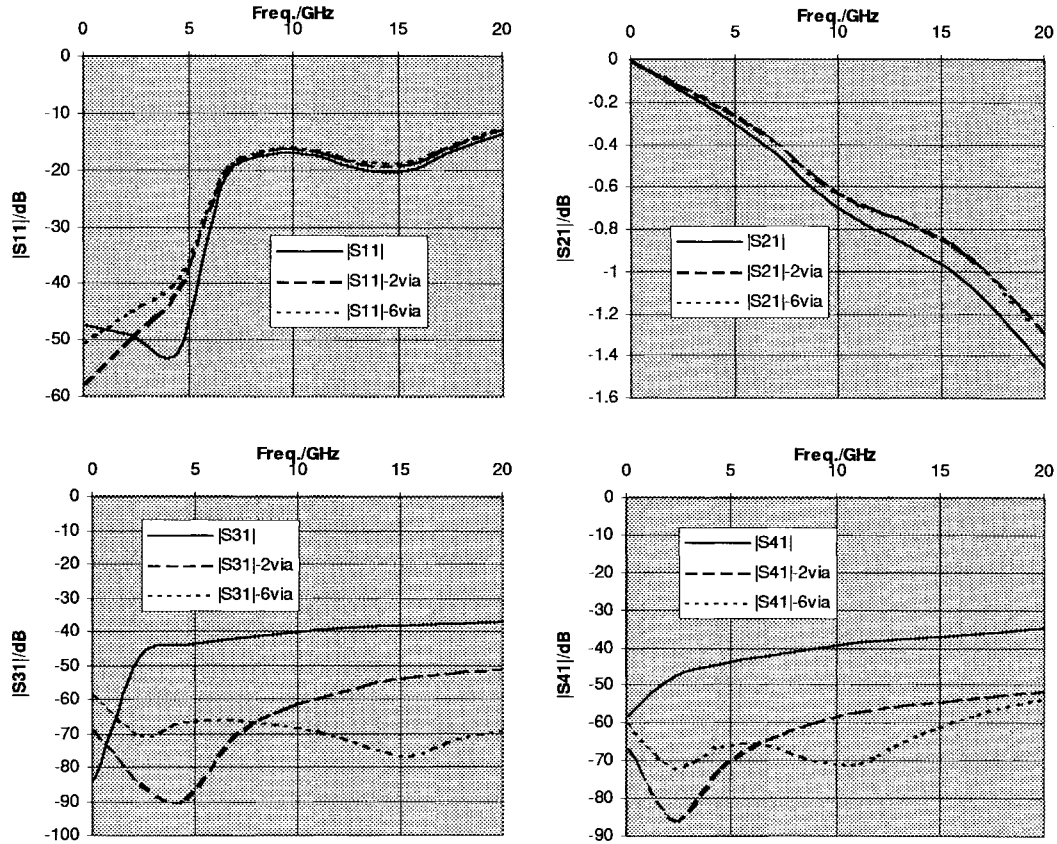 Freq./GHz
0 5 10 15 20
0
-10
-20
-30
-40
-50
-60
|S11|/dB
|S11|
|S11|-2via
|S11|-6via
Freq./GHz
0 5 10 15 20
0
-0.2
-0.4
-0.6
-0.8
-1
-1.2
-1.4
-1.6
|S21|/dB
|S21|
|S21|-2via
|S21|-6via
Freq./GHz
0 5 10 15 20
0
-10
-20
-30
-40
-50
-60
-70
-80
-90
-100
|S31|/dB
|S31|
|S31|-2via
|S31|-6via
Freq./GHz
0 5 10 15 20
0
-10
-20
-30
-40
-50
-60
-70
-80
-90
|S41|/dB
|S41|
|S41|-2via
|S41|-6via